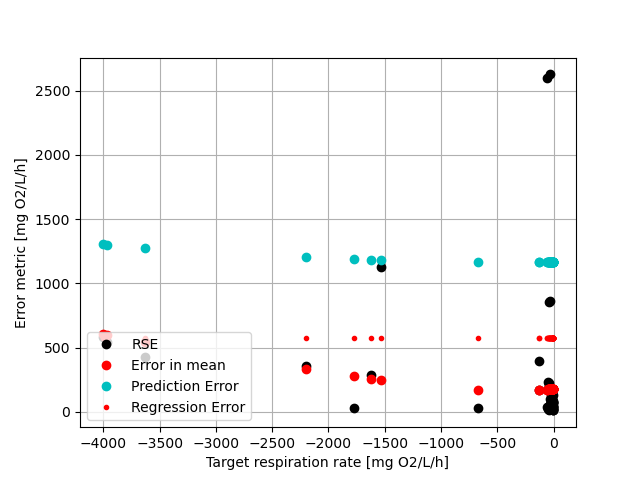 2500
2000
1500
1000
500
0
Error metric [mg O2/L/h]
RSE
Error in mean
Prediction Error
Regression Error
−4000 −3500 −3000 −2500 −2000 −1500 −1000 −500 0
Target respiration rate [mg O2/L/h]